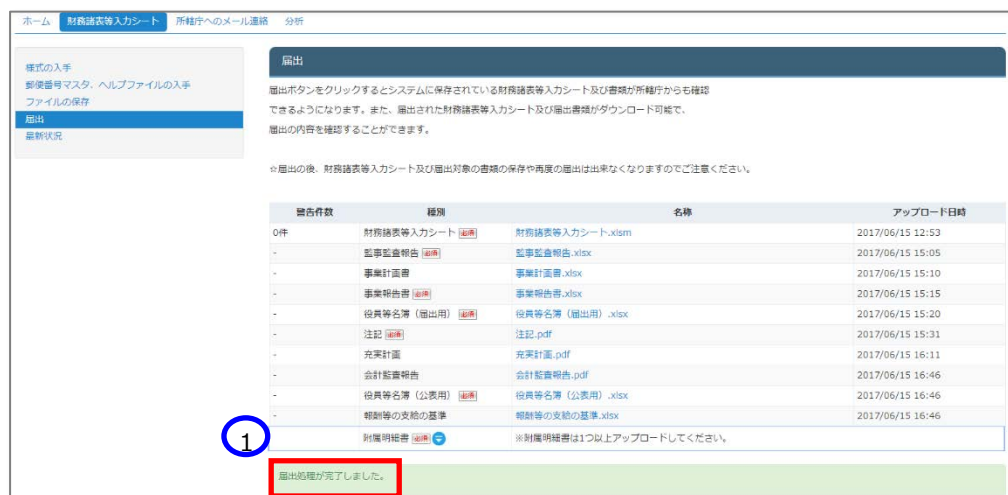 ホーム 財務諸表等入力シート 所轄庁へのメール連絡 分析
様式の入手
郵便番号マスタ、ヘルプファイルの入手
ファイルの保存
届出
最新状況
届出
届出ボタンをクリックするとシステムに保存されている財務諸表等入力シート及び書類が所轄庁からも確認
できるようになります。また、届出された財務諸表等入力シート及び届出書類がダウンロード可能で、
届出の内容を確認することができます。
☆届出の後、財務諸表等入力シート及び届出対象の書類の保存や再度の届出は出来なくなりますのでご注意ください。
警告件数 種別 名称 アップロード日時
0件 財務諸表等入力シート 必須 財務諸表等入力シート.xlsm 2017/06/15 12:53
- 監事監査報告 必須 監事監査報告.xlsx 2017/06/15 15:05
- 事業計画書 事業計画書.xlsx 2017/06/15 15:10
- 事業報告書 必須 事業報告書.xlsx 2017/06/15 15:15
- 役員等名簿（届出用） 必須 役員等名簿（届出用）.xlsx 2017/06/15 15:20
- 注記 必須 注記.pdf 2017/06/15 15:31
- 充実計画 充実計画.pdf 2017/06/15 16:11
- 会計監査報告 会計監査報告.pdf 2017/06/15 16:46
- 役員等名簿（公表用） 必須 役員等名簿（公表用）.xlsx 2017/06/15 16:46
- 報酬等の支給の基準 報酬等の支給の基準.xlsx 2017/06/15 16:46
1 附属明細書 必須 ※附属明細書は1つ以上アップロードしてください。
届出処理が完了しました。